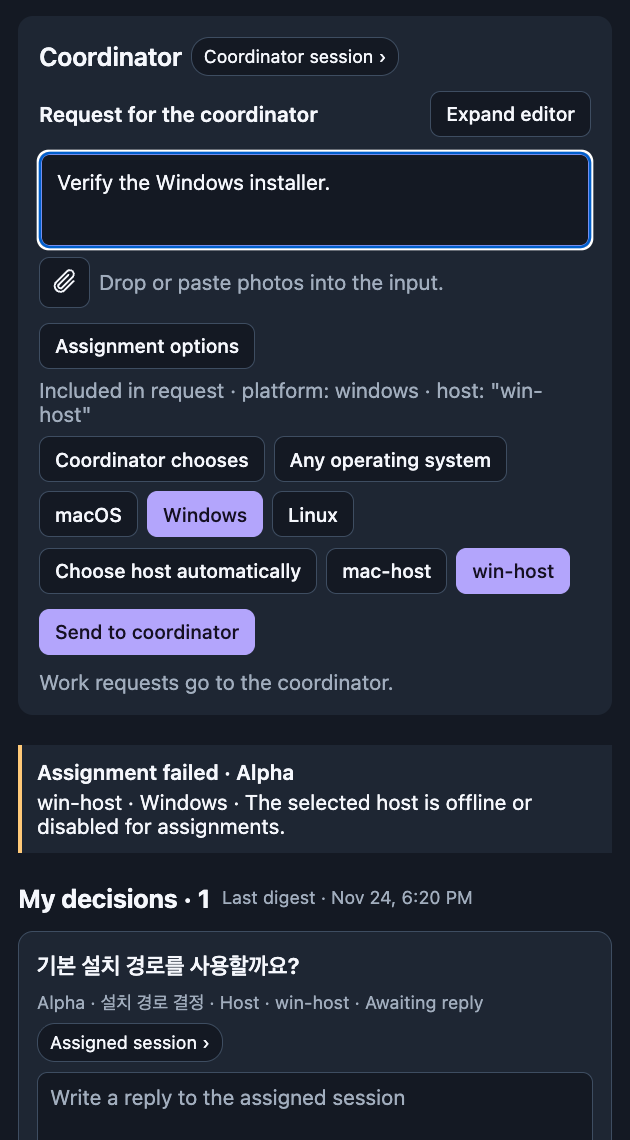 Coordinator
Coordinator session ›
Request for the coordinator
Expand editor
Verify the Windows installer.
Drop or paste photos into the input.
Assignment options
Included in request · platform: windows · host: "win-
host"
Coordinator chooses
Any operating system
macOS
Windows
Linux
Choose host automatically
mac-host
win-host
Send to coordinator
Work requests go to the coordinator.
Assignment failed · Alpha
win-host · Windows · The selected host is offline or
disabled for assignments.
My decisions · 1
Last digest · Nov 24, 6:20 PM
기본 설치 경로를 사용할까요?
Alpha · 설치 경로 결정 · Host · win-host · Awaiting reply
Assigned session ›
Write a reply to the assigned session